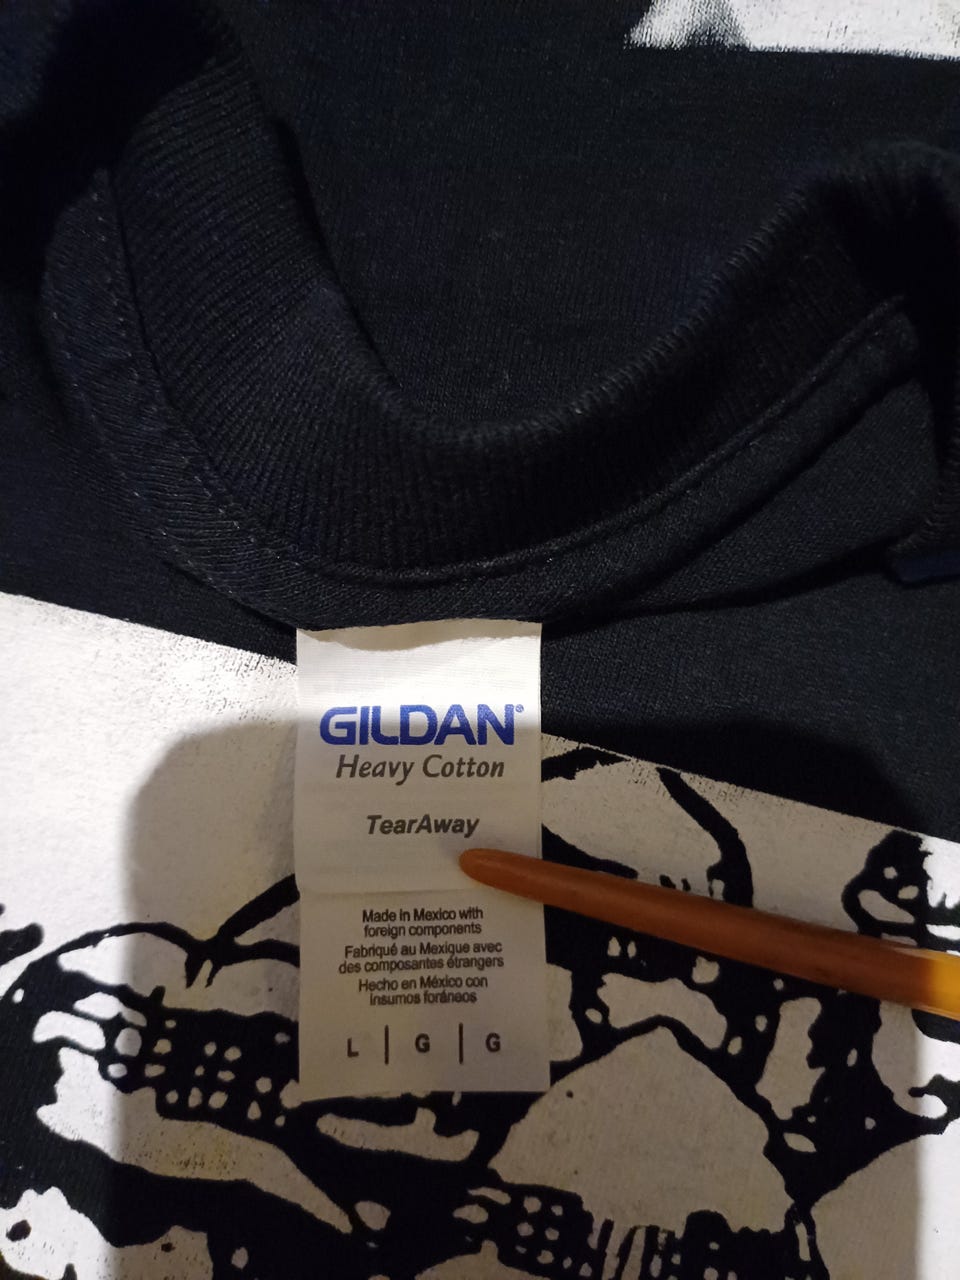 GILDAN®
Heavy Cotton
TearAway
Made in Mexico with
foreign components
Fabriqué au Mexique avec
des composantes étrangers
Hecho en México con
insumos foráneos
L | G | G